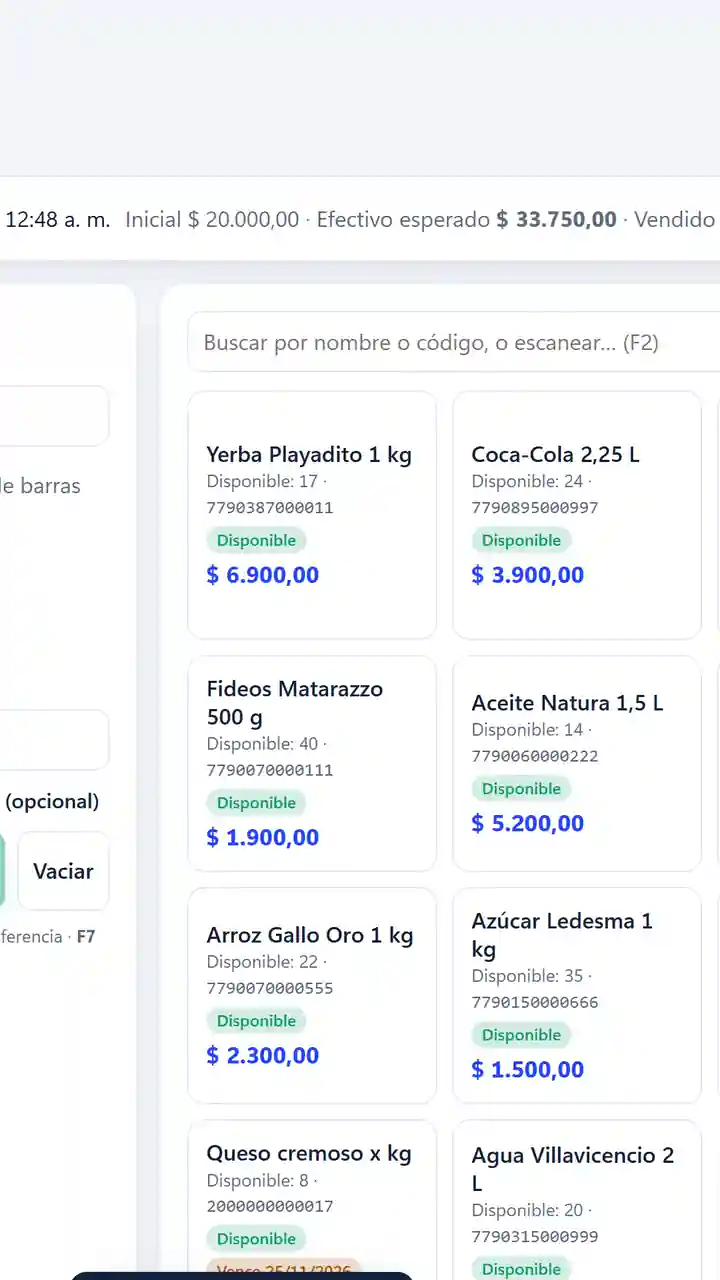 12:48 a. m. Inicial $ 20.000,00 · Efectivo esperado $ 33.750,00 · Vendido
de barras
(opcional)
Vaciar
ferencia · F7
Buscar por nombre o código, o escanear... (F2)
Yerba Playadito 1 kg
Disponible: 17 ·
7790387000011
Disponible
$ 6.900,00
Coca-Cola 2,25 L
Disponible: 24 ·
7790895000997
Disponible
$ 3.900,00
Fideos Matarazzo
500 g
Disponible: 40 ·
7790070000111
Disponible
$ 1.900,00
Aceite Natura 1,5 L
Disponible: 14 ·
7790060000222
Disponible
$ 5.200,00
Arroz Gallo Oro 1 kg
Disponible: 22 ·
7790070000555
Disponible
$ 2.300,00
Azúcar Ledesma 1
kg
Disponible: 35 ·
7790150000666
Disponible
$ 1.500,00
Queso cremoso x kg
Disponible: 8 ·
2000000000017
Disponible
Vence 25/11/2026
Agua Villavicencio 2
L
Disponible: 20 ·
7790315000999
Disponible